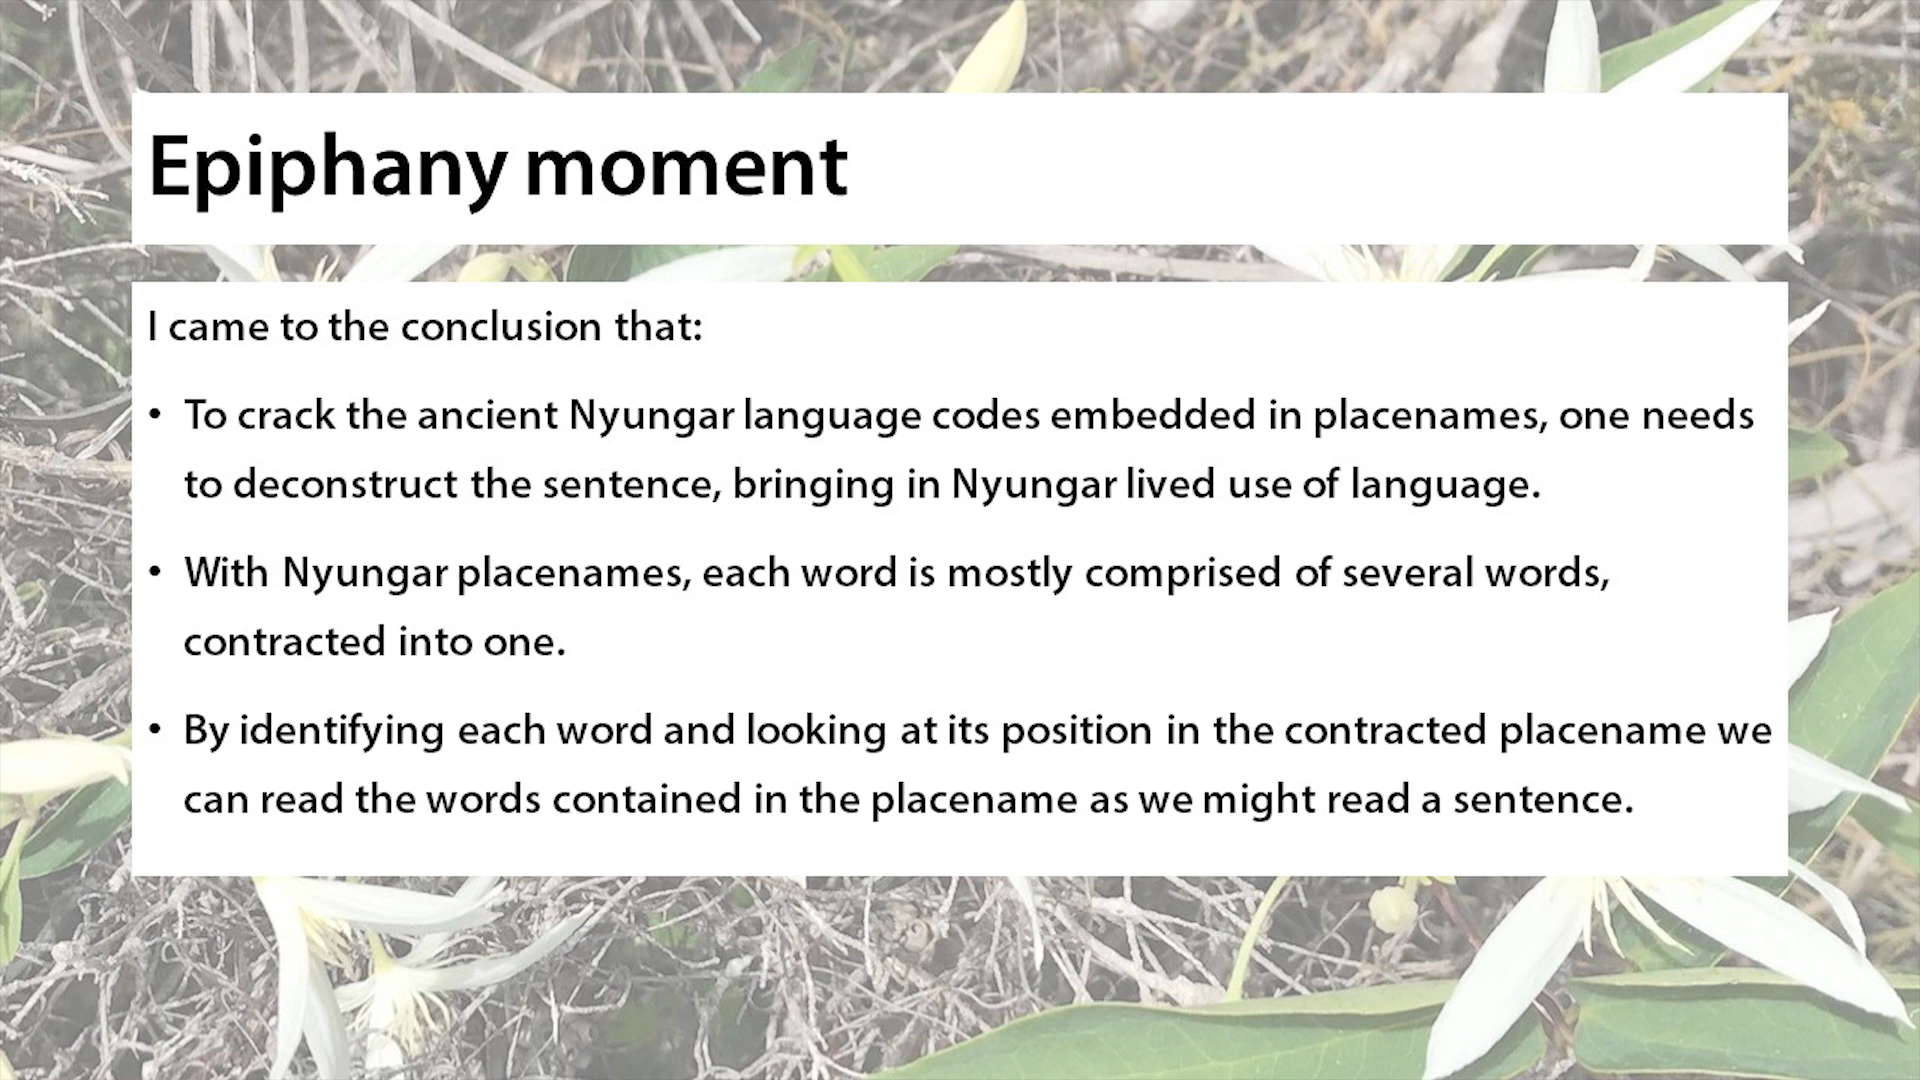 Epiphany moment
I came to the conclusion that:
• To crack the ancient Nyungar language codes embedded in placenames, one needs
to deconstruct the sentence, bringing in Nyungar lived use of language.
• With Nyungar placenames, each word is mostly comprised of several words,
contracted into one.
• By identifying each word and looking at its position in the contracted placename we
can read the words contained in the placename as we might read a sentence.